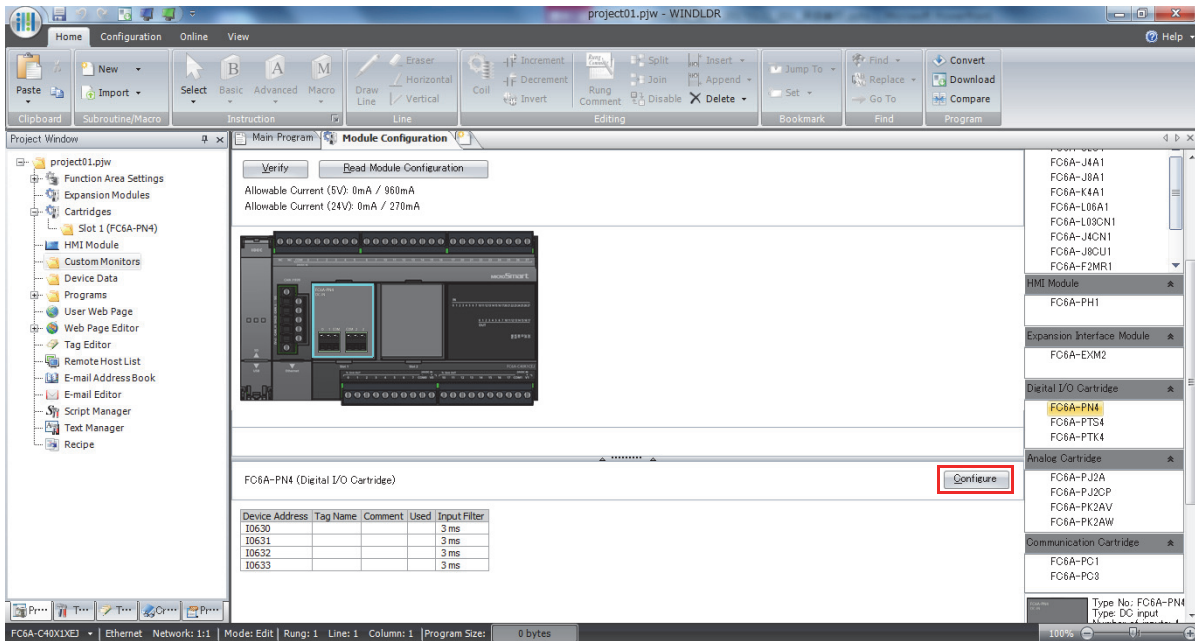 project01.pjw - WINDLDR
Home Configuration Online View Help
Paste New Import Select Basic Advanced Macro Draw Line Eraser Horizontal Vertical Coil Increment Decrement Invert Rung Comment Split Join Disable Insert Append Delete Jump To Set Find Replace Go To Convert Download Compare
Clipboard Subroutine/Macro Instruction Line Editing Bookmark Find Program
Project Window
project01.pjw
Function Area Settings
Expansion Modules
Cartridges
Slot 1 (FC6A-PN4)
HMI Module
Custom Monitors
Device Data
Programs
User Web Page
Web Page Editor
Tag Editor
Remote Host List
E-mail Address Book
E-mail Editor
Script Manager
Text Manager
Recipe
Pr··· T··· T··· Cr··· Pr···
Main Program Module Configuration
Verify Read Module Configuration
Allowable Current (5V): 0mA / 960mA
Allowable Current (24V): 0mA / 270mA
microSmart
FC6A-PN4 (Digital I/O Cartridge)
Configure
Device Address Tag Name Comment Used Input Filter
I0630 3 ms
I0631 3 ms
I0632 3 ms
I0633 3 ms
FC6A-J4A1
FC6A-J8A1
FC6A-K4A1
FC6A-L06A1
FC6A-L03CN1
FC6A-J4CN1
FC6A-J8CU1
FC6A-F2MR1
HMI Module
FC6A-PH1
Expansion Interface Module
FC6A-EXM2
Digital I/O Cartridge
FC6A-PN4
FC6A-PTS4
FC6A-PTK4
Analog Cartridge
FC6A-PJ2A
FC6A-PJ2CP
FC6A-PK2AV
FC6A-PK2AW
Communication Cartridge
FC6A-PC1
FC6A-PC3
Type No.: FC6A-PN4
Type: DC input
FC6A-C40X1XEJ Ethernet Network: 1:1 Mode: Edit Rung: 1 Line: 1 Column: 1 Program Size: 0 bytes 100%